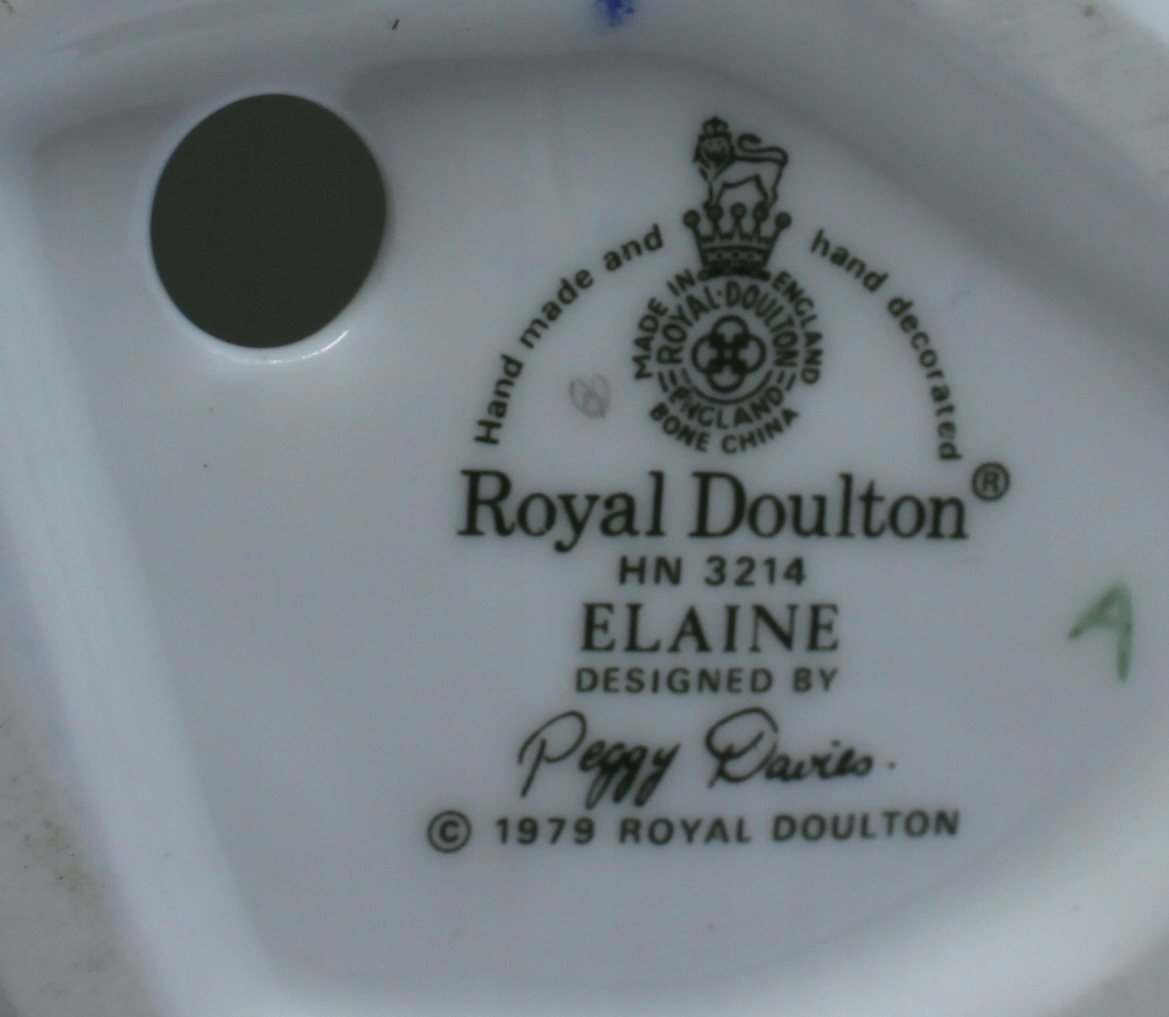 Hand made and hand decorated
MADE IN ENGLAND
ROYAL·DOULTON
ENGLAND
BONE CHINA
Royal Doulton®
HN 3214
ELAINE
DESIGNED BY
Peggy Davies.
© 1979 ROYAL DOULTON
A